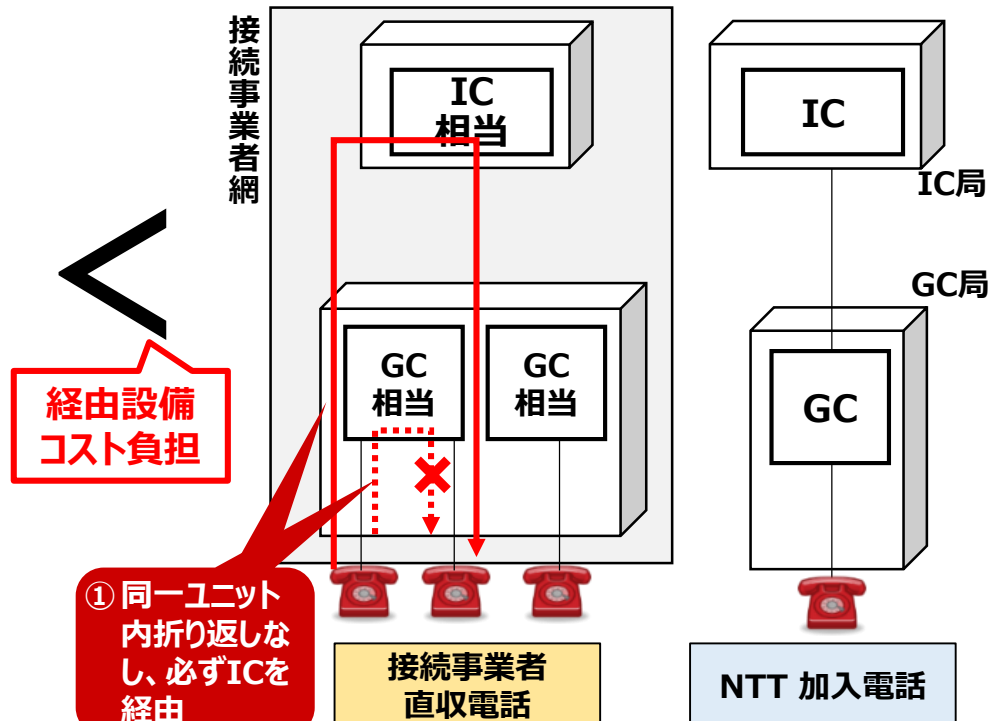 接続事業者網
IC
相当
IC
IC局
GC局
<
経由設備
コスト負担
GC
相当
GC
相当
GC
① 同一ユニット
内折り返しな
し、必ずICを
経由
接続事業者
直収電話
NTT 加入電話